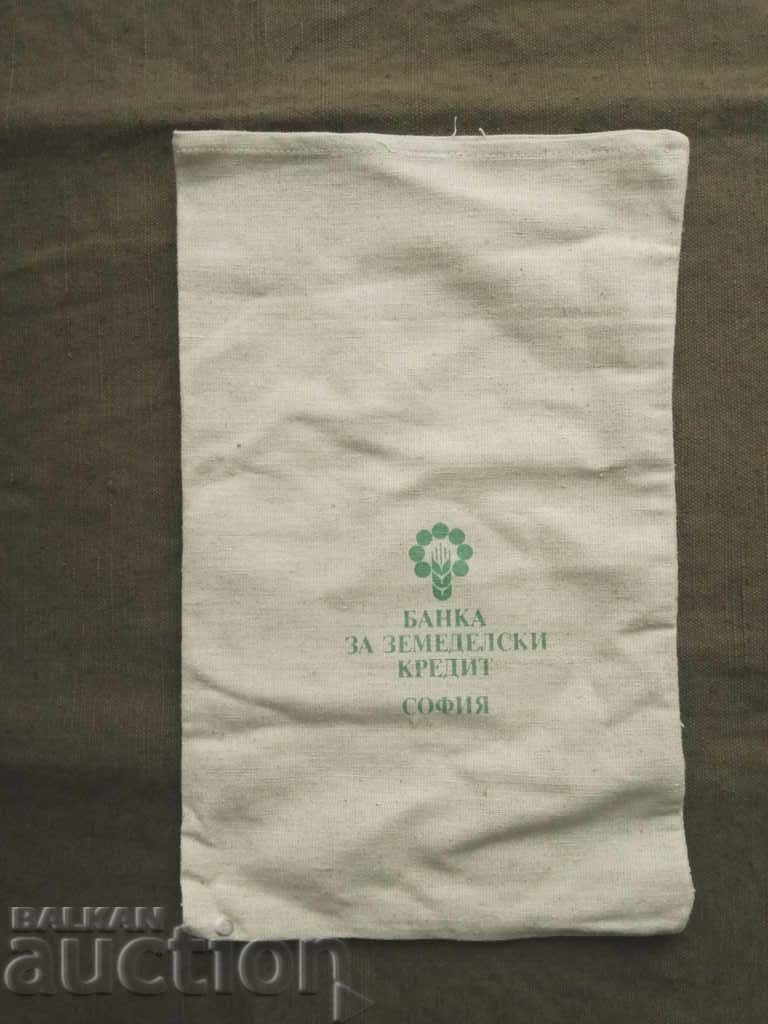 БАНКА
ЗА ЗЕМЕДЕЛСКИ
КРЕДИТ
СОФИЯ
BALKAN
auction